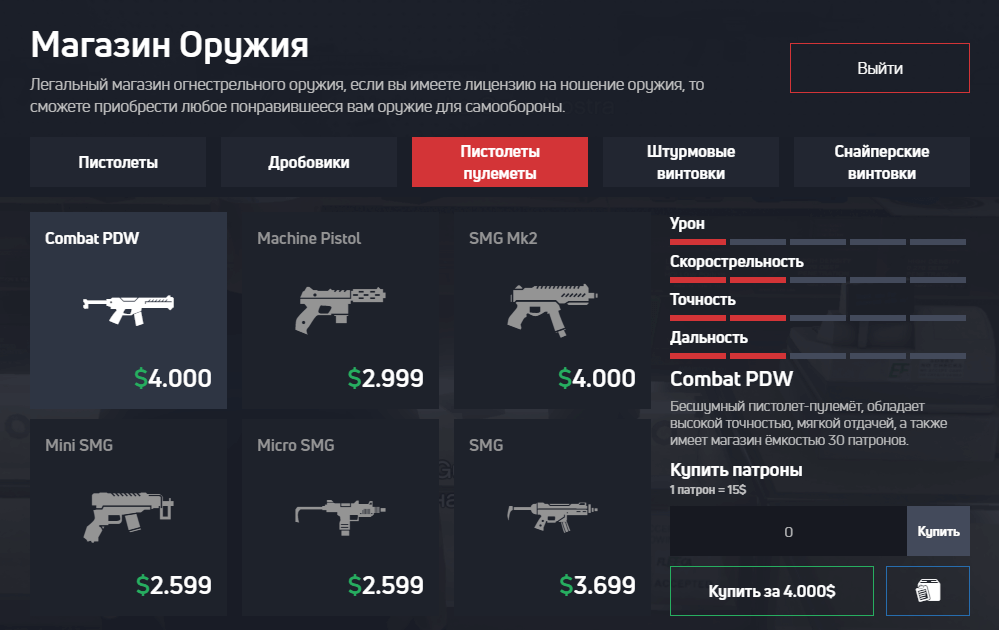 Магазин Оружия
Легальный магазин огнестрельного оружия, если вы имеете лицензию на ношение оружия, то
сможете приобрести любое понравившееся вам оружие для самообороны.
Выйти
Пистолеты
Дробовики
Пистолеты
пулеметы
Штурмовые
винтовки
Снайперские
винтовки
Combat PDW
$4.000
Machine Pistol
$2.999
SMG Mk2
$4.000
Mini SMG
$2.599
Micro SMG
$2.599
SMG
$3.699
Урон
Скорострельность
Точность
Дальность
Combat PDW
Бесшумный пистолет-пулемёт, обладает
высокой точностью, мягкой отдачей, а также
имеет магазин ёмкостью 30 патронов.
Купить патроны
1 патрон = 15$
0
Купить
Купить за 4.000$